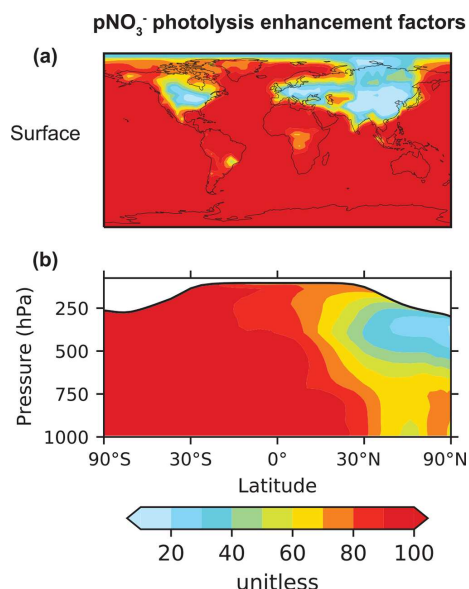 pNO₃⁻ photolysis enhancement factors
(a)
Surface
(b)
Pressure (hPa)
250
500
750
1000
90°S 30°S 0° 30°N 90°N
Latitude
20 40 60 80 100
unitless